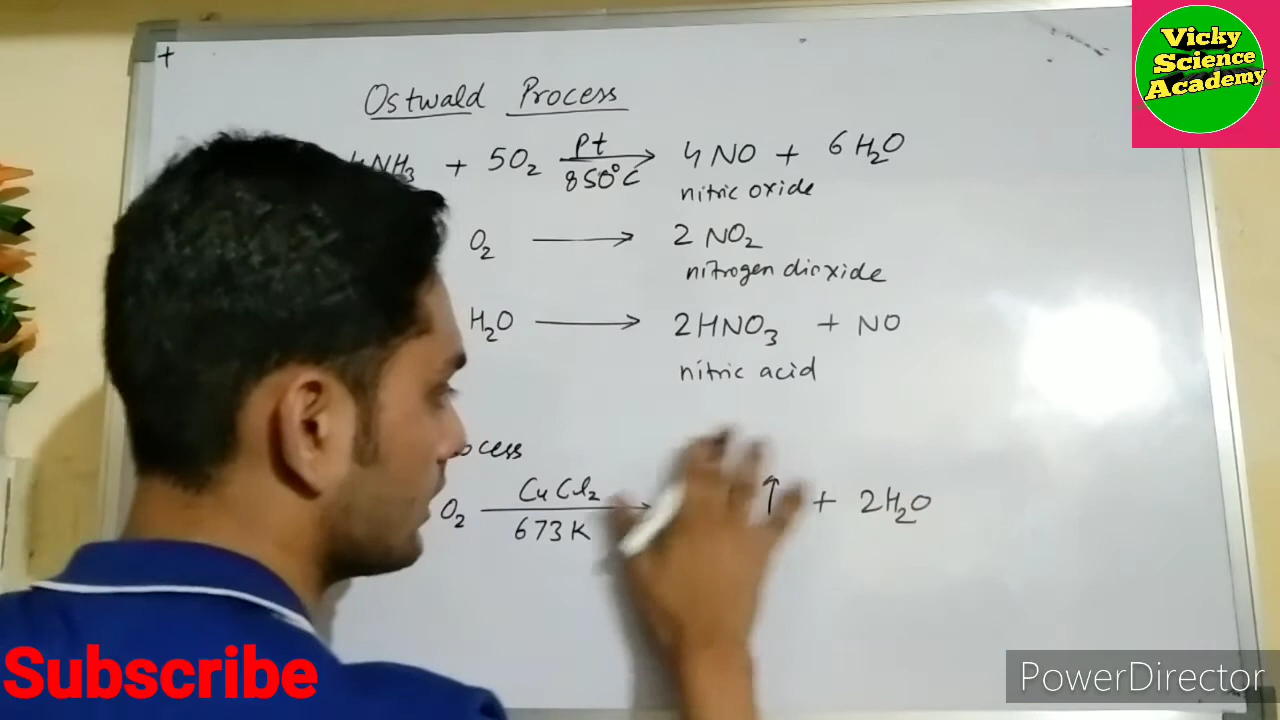 Vicky
Science
Academy
+
Ostwald Process
4NH₃ + 5O₂ Pt 850°C → 4NO + 6H₂O
nitric oxide
O₂ → 2NO₂
nitrogen dioxide
H₂O → 2HNO₃ + NO
nitric acid
ocess
O₂ CuCl₂ 673K → ↑ + 2H₂O
Subscribe
PowerDirector